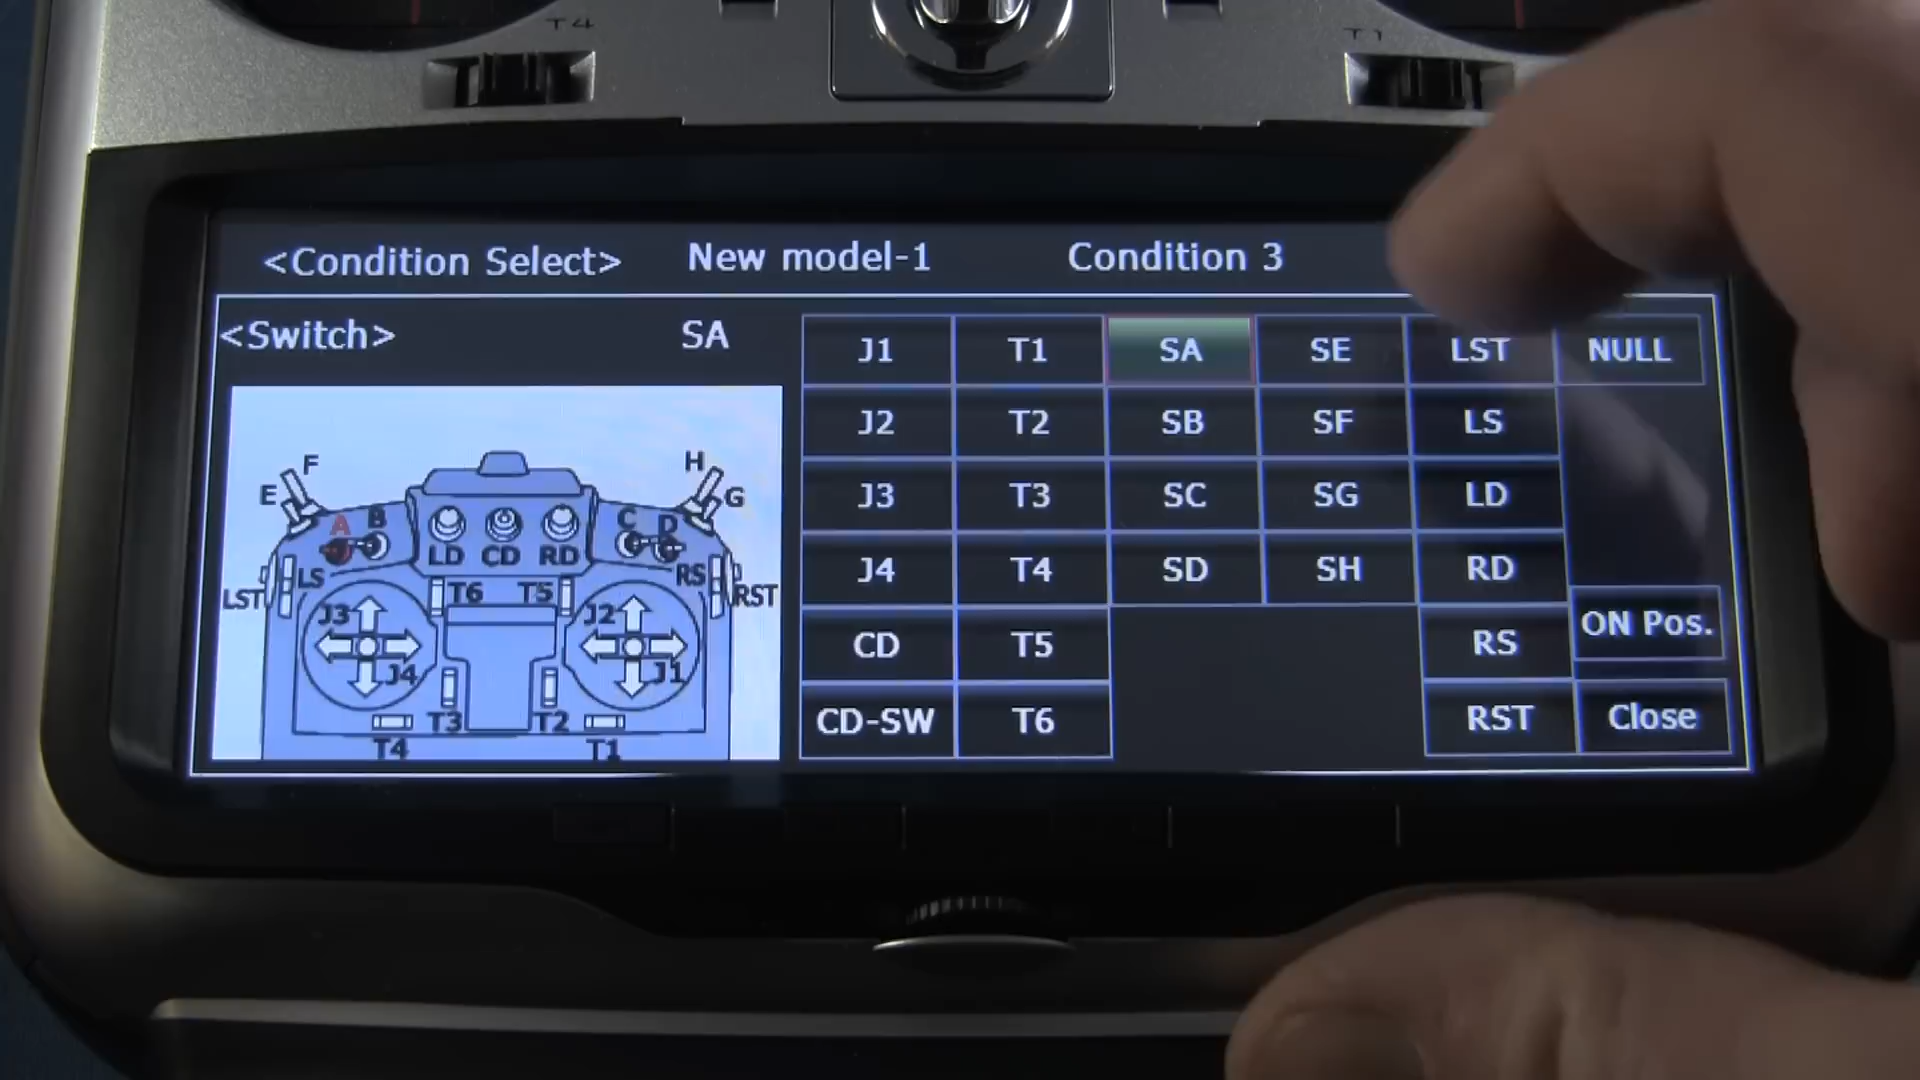 T4
T1
<Condition Select> New model-1 Condition 3
<Switch> SA
J1 T1 SA SE LST NULL
J2 T2 SB SF LS
J3 T3 SC SG LD
J4 T4 SD SH RD
CD T5 RS ON Pos.
CD-SW T6 RST Close
F H
E G
A B C D
LD CD RD
LS RS
LST T6 T5 RST
J3 J2
J4 J1
T3 T2
T4 T1